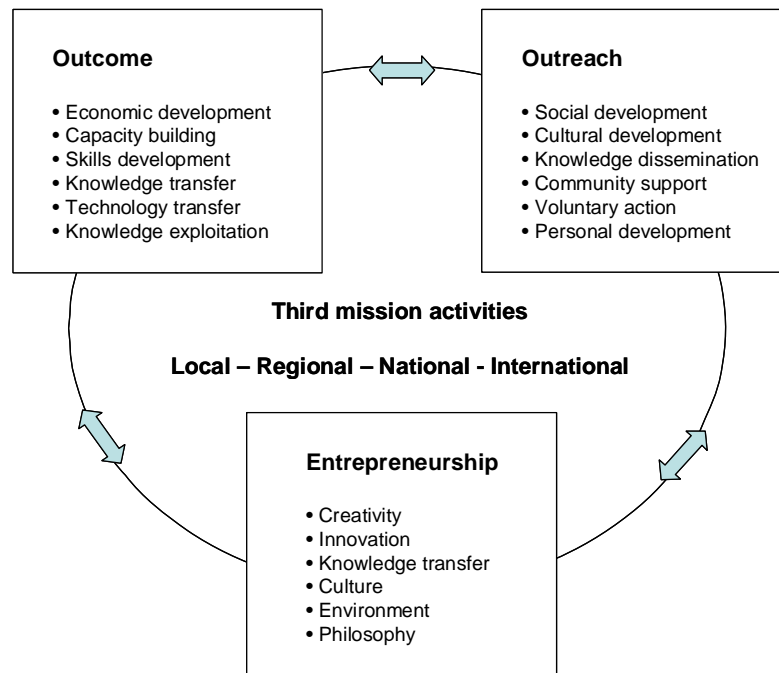 Outcome
• Economic development
• Capacity building
• Skills development
• Knowledge transfer
• Technology transfer
• Knowledge exploitation
Outreach
• Social development
• Cultural development
• Knowledge dissemination
• Community support
• Voluntary action
• Personal development
Third mission activities
Local – Regional – National - International
Entrepreneurship
• Creativity
• Innovation
• Knowledge transfer
• Culture
• Environment
• Philosophy